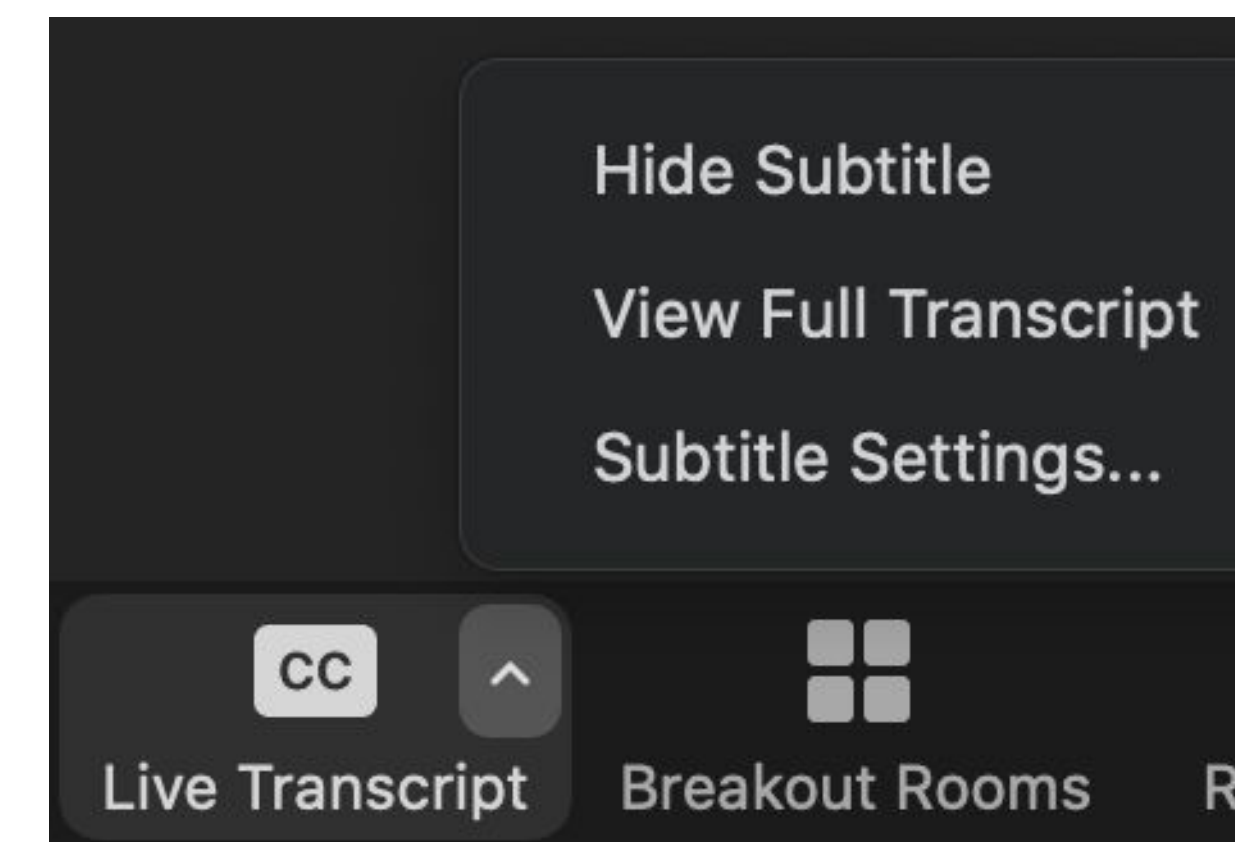 Hide Subtitle
View Full Transcript
Subtitle Settings...
CC
Live Transcript
Breakout Rooms
R